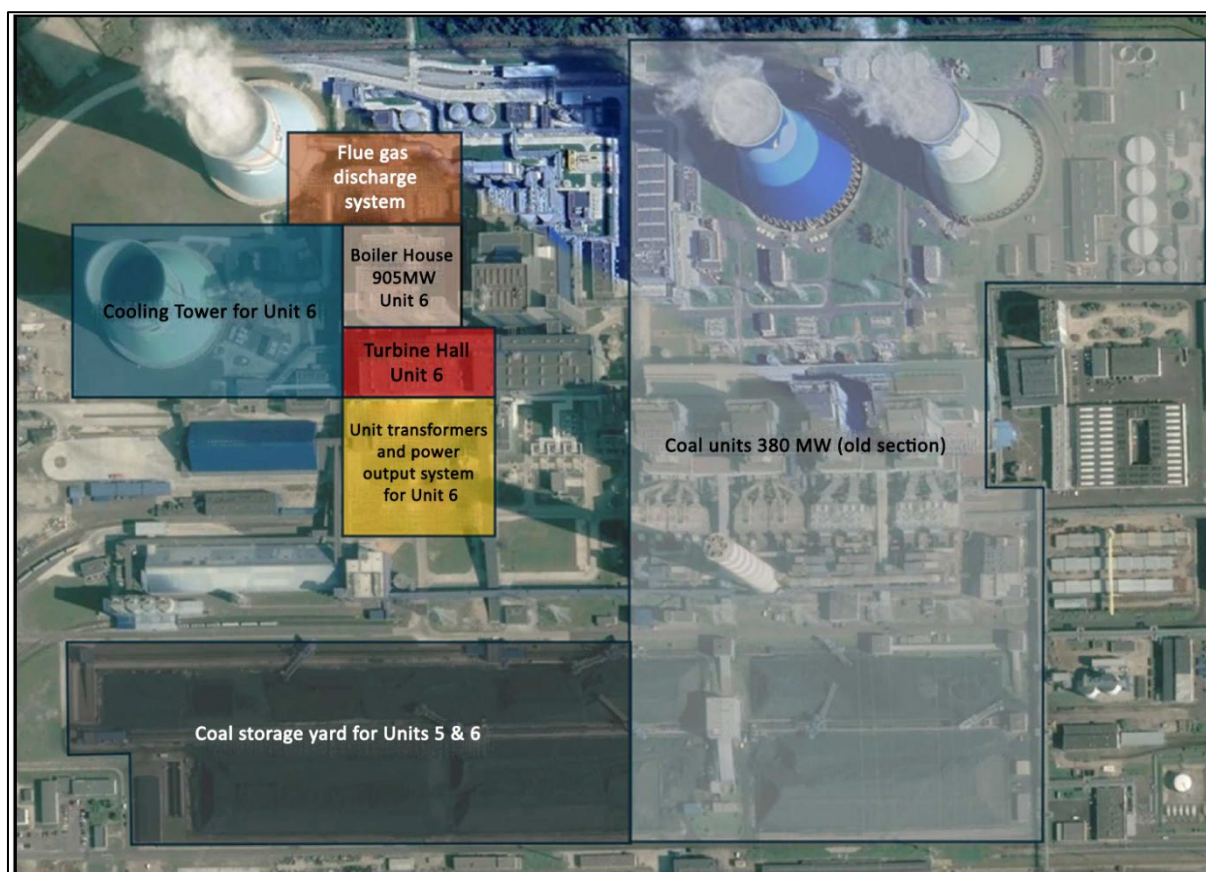 Flue gas
discharge
system
Boiler House
905MW
Unit 6
Cooling Tower for Unit 6
Turbine Hall
Unit 6
Unit transformers
and power
output system
for Unit 6
Coal units 380 MW (old section)
Coal storage yard for Units 5 & 6